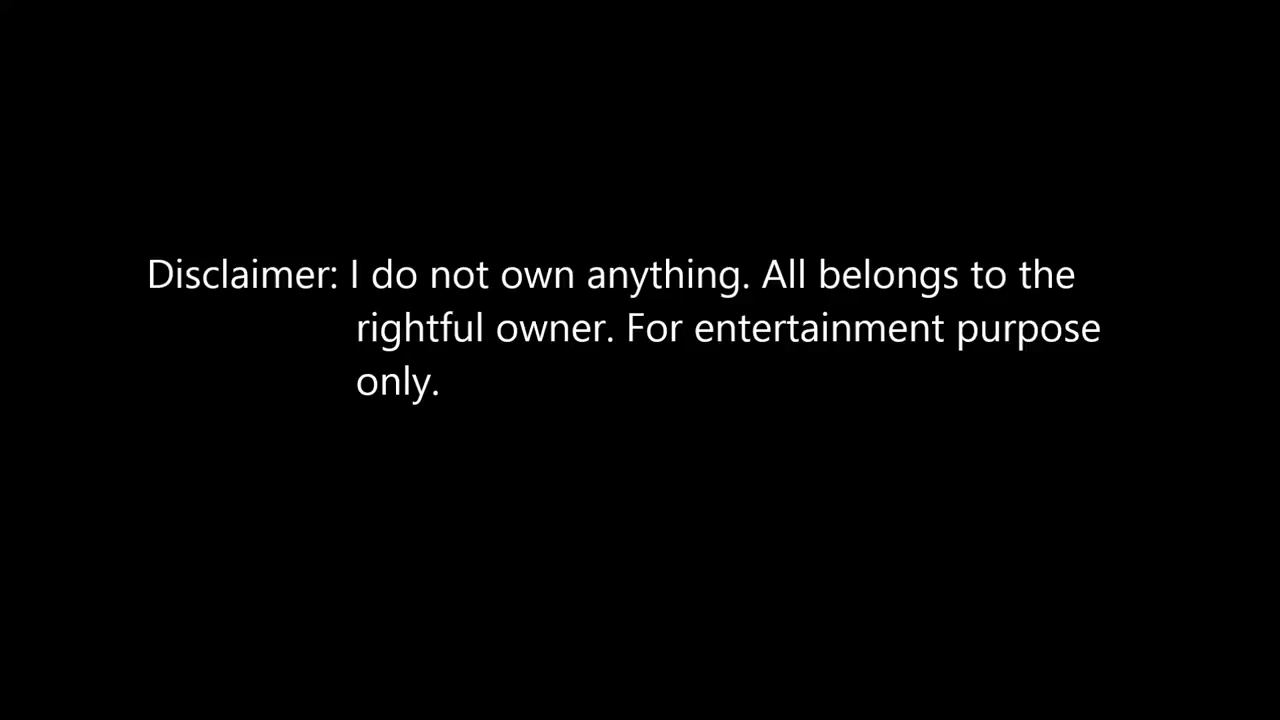 Disclaimer: I do not own anything. All belongs to the
rightful owner. For entertainment purpose
only.